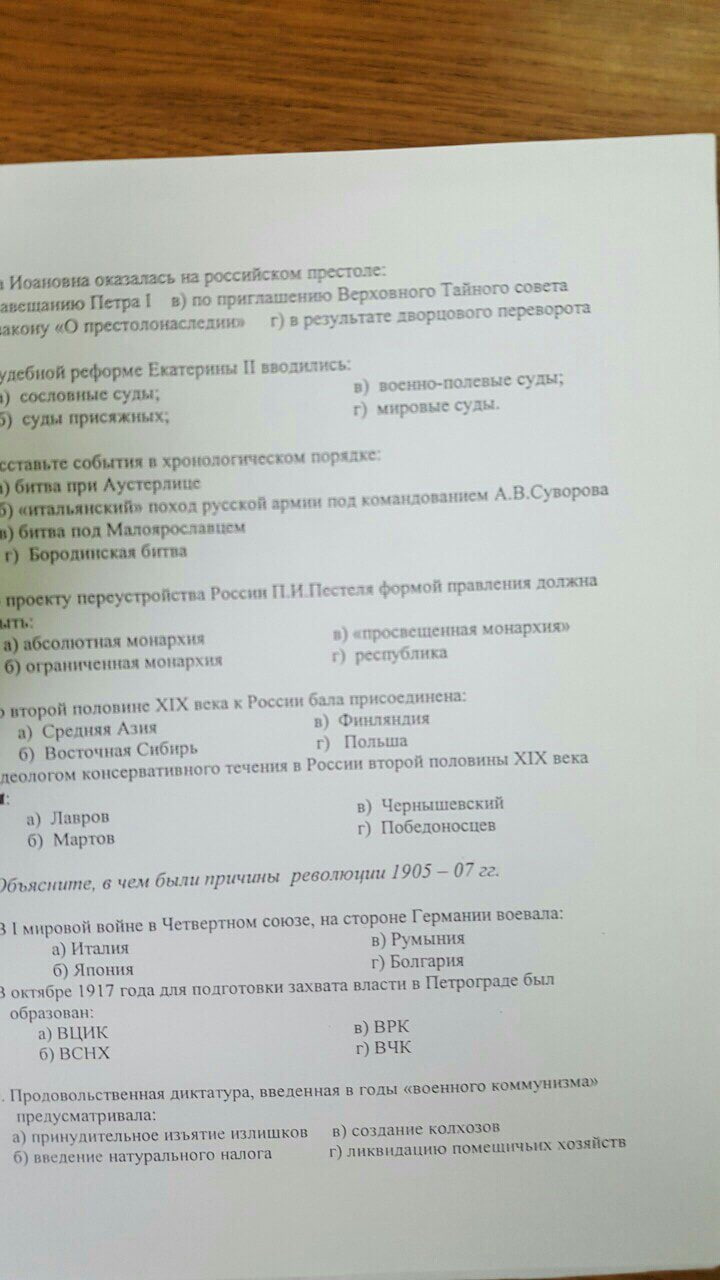 Иоановна оказалась на российском престоле:
Петра I в) по приглашению Верховного Тайного совета
«О престолонаследии» г) в результате дворцового переворота
реформе Екатерины II вводились:
сословные суды; в) военно-полевые суды;
суды присяжных; г) мировые суды.
события в хронологическом порядке:
битва при Аустерлице
б) «итальянский» поход русской армии под командованием А.В.Суворова
в) битва под Малоярославцем
г) Бородинская битва
проекту переустройства России П.И.Пестеля формой правления должна
а) абсолютная монархия в) «просвещенная монархия»
б) ограниченная монархия г) республика
второй половине XIX века к России бала присоединена:
а) Средняя Азия в) Финляндия
б) Восточная Сибирь г) Польша
консервативного течения в России второй половины XIX века
а) Лавров в) Чернышевский
б) Мартов г) Победоносцев
Объясните, в чем были причины революции 1905 – 07 гг.
В I мировой войне в Четвертном союзе, на стороне Германии воевала:
а) Италия в) Румыния
б) Япония г) Болгария
В октябре 1917 года для подготовки захвата власти в Петрограде был
образован:
а) ВЦИК в) ВРК
б) ВСНХ г) ВЧК
. Продовольственная диктатура, введенная в годы «военного коммунизма»
предусматривала:
а) принудительное изъятие излишков в) создание колхозов
б) введение натурального налога г) ликвидацию помещичьих хозяйств